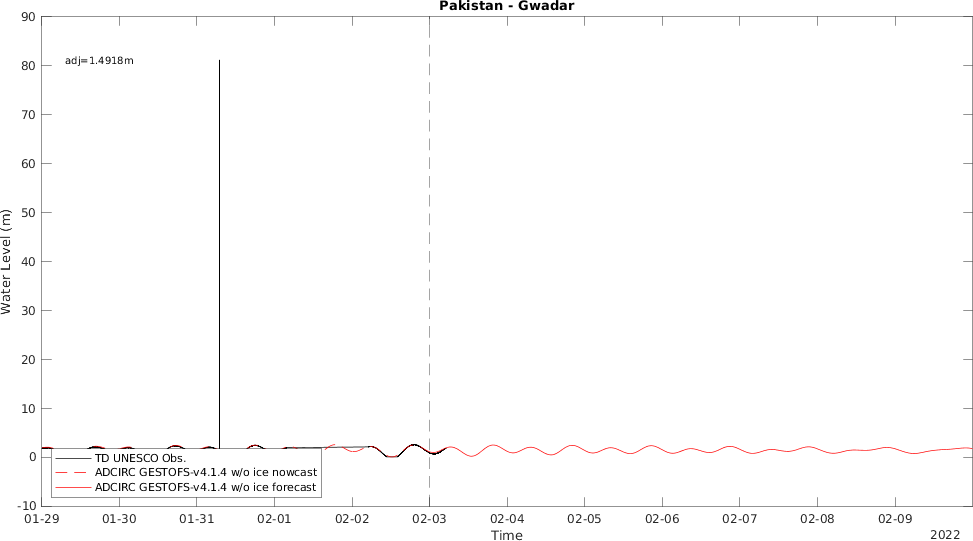 Pakistan - Gwadar
90
adj=1.4918m
80
70
60
50
40
30
20
10
0
-10
Water Level (m)
TD UNESCO Obs.
ADCIRC GESTOFS-v4.1.4 w/o ice nowcast
ADCIRC GESTOFS-v4.1.4 w/o ice forecast
01-29 01-30 01-31 02-01 02-02 02-03 02-04 02-05 02-06 02-07 02-08 02-09
Time
2022